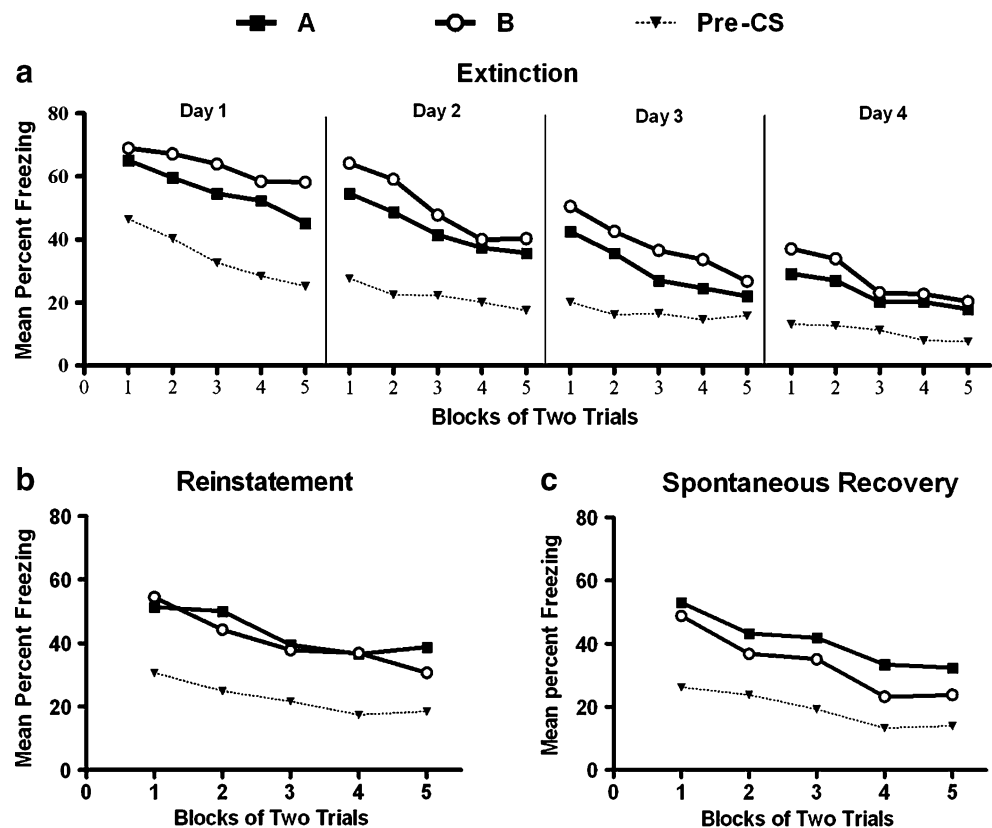 A B Pre-CS
a Extinction
Day 1 Day 2 Day 3 Day 4
Mean Percent Freezing
80
60
40
20
0
0 1 2 3 4 5 1 2 3 4 5 1 2 3 4 5 1 2 3 4 5
Blocks of Two Trials
b Reinstatement
Mean Percent Freezing
80
60
40
20
0
0 1 2 3 4 5
Blocks of Two Trials
c Spontaneous Recovery
Mean percent Freezing
80
60
40
20
0
0 1 2 3 4 5
Blocks of Two Trials